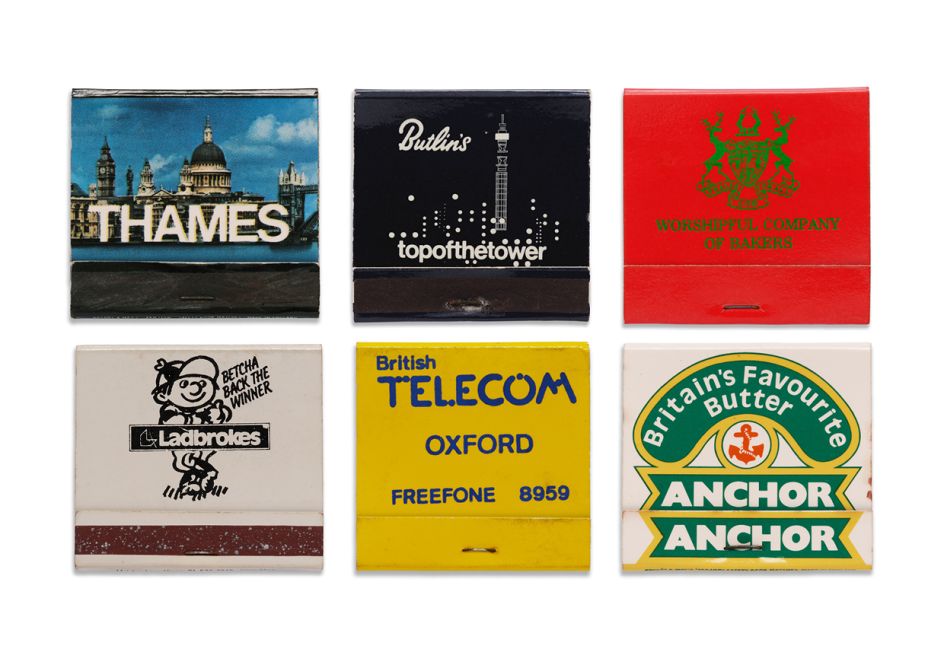 THAMES
Butlin's
topofthetower
WORSHIPFUL COMPANY
OF BAKERS
BETCHA
BACK THE
WINNER
Ladbrokes
British
TELECOM
OXFORD
FREEFONE 8959
Britain's Favourite
Butter
ANCHOR
ANCHOR